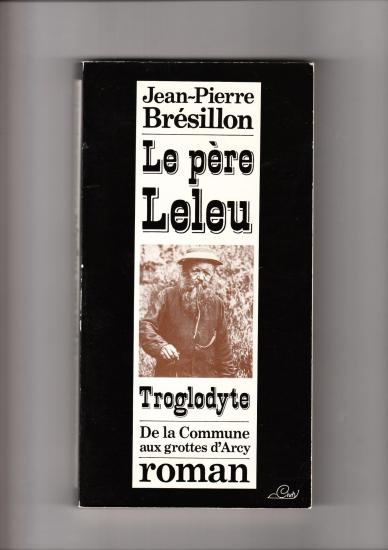 Jean-Pierre
Brésillon
Le père
Leleu
Troglodyte
De la Commune
aux grottes d'Arcy
roman